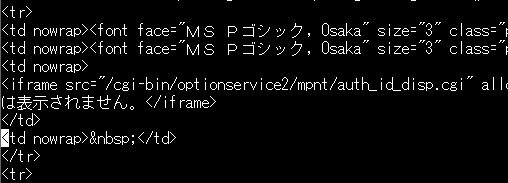 <tr>
<td nowrap><font face="ＭＳ Ｐゴシック，Osaka" size="3" class="p
<td nowrap><font face="ＭＳ Ｐゴシック，Osaka" size="3" class="p
<td nowrap>
<iframe src="/cgi-bin/optionservice2/mpnt/auth_id_disp.cgi" allo
は表示されません。</iframe>
</td>
<td nowrap>&nbsp;</td>
</tr>
<tr>